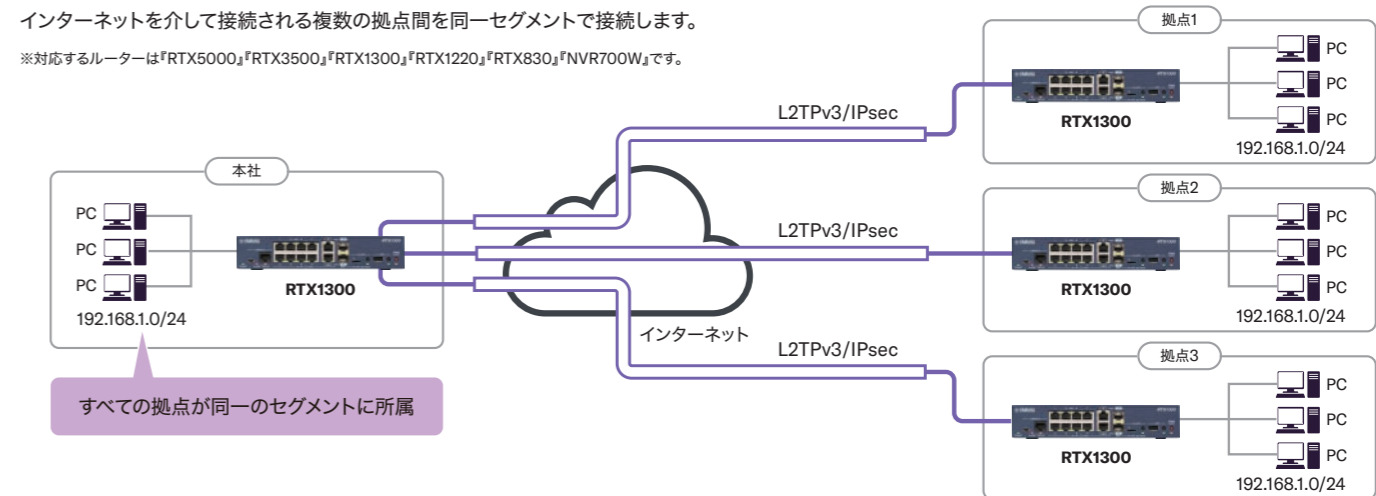 インターネットを介して接続される複数の拠点間を同一セグメントで接続します。
※対応するルーターは『RTX5000』『RTX3500』『RTX1300』『RTX1220』『RTX830』『NVR700W』です。
本社
PC
PC
PC
RTX1300
192.168.1.0/24
すべての拠点が同一のセグメントに所属
L2TPv3/IPsec
L2TPv3/IPsec
L2TPv3/IPsec
インターネット
拠点1
RTX1300
PC
PC
PC
192.168.1.0/24
拠点2
RTX1300
PC
PC
PC
192.168.1.0/24
拠点3
RTX1300
PC
PC
PC
192.168.1.0/24